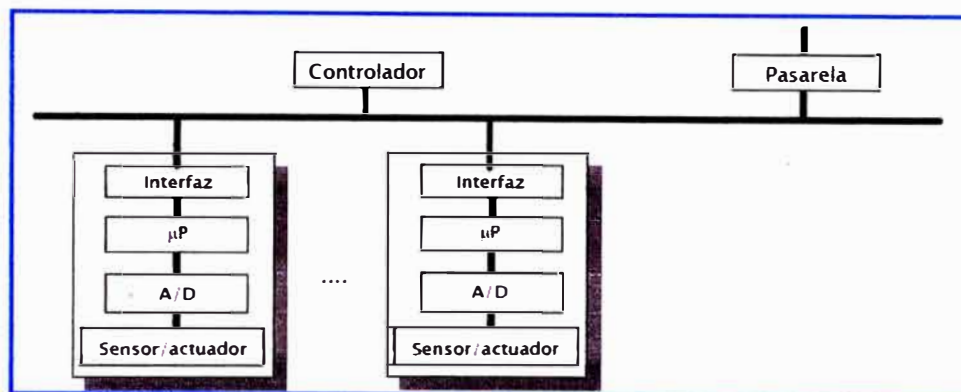 Controlador
Pasarela
Interfaz
µP
A/D
Sensor/actuador
....
Interfaz
µP
A/D
Sensor/actuador